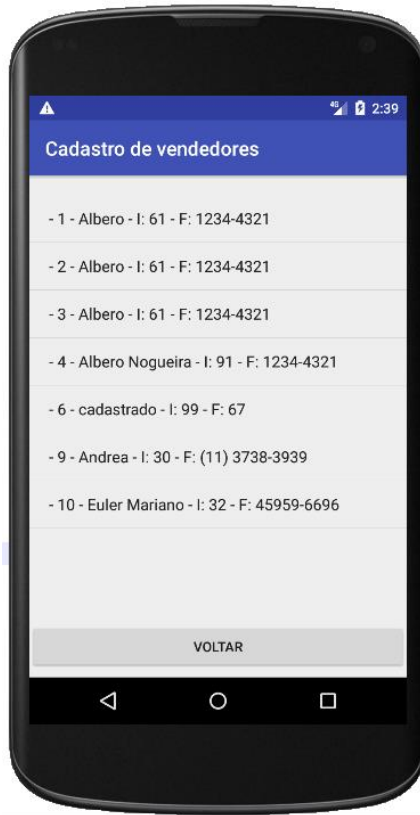 4G 2:39
Cadastro de vendedores
- 1 - Albero - I: 61 - F: 1234-4321
- 2 - Albero - I: 61 - F: 1234-4321
- 3 - Albero - I: 61 - F: 1234-4321
- 4 - Albero Nogueira - I: 91 - F: 1234-4321
- 6 - cadastrado - I: 99 - F: 67
- 9 - Andrea - I: 30 - F: (11) 3738-3939
- 10 - Euler Mariano - I: 32 - F: 45959-6696
VOLTAR